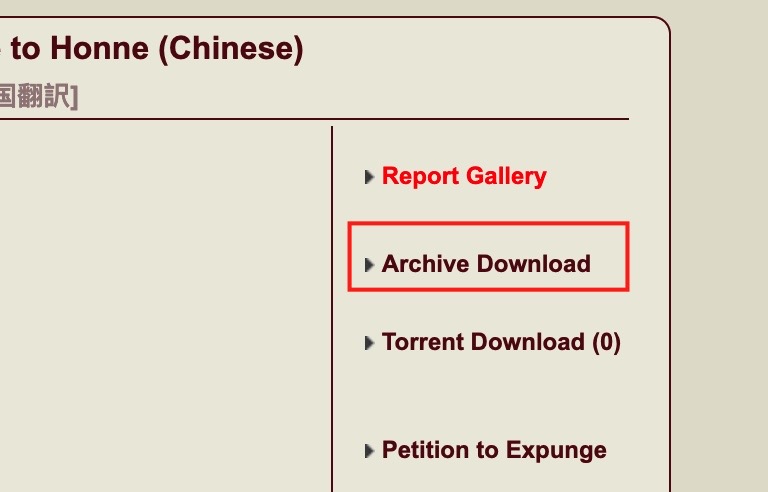 to Honne (Chinese)
国翻訳]
Report Gallery
Archive Download
Torrent Download (0)
Petition to Expunge